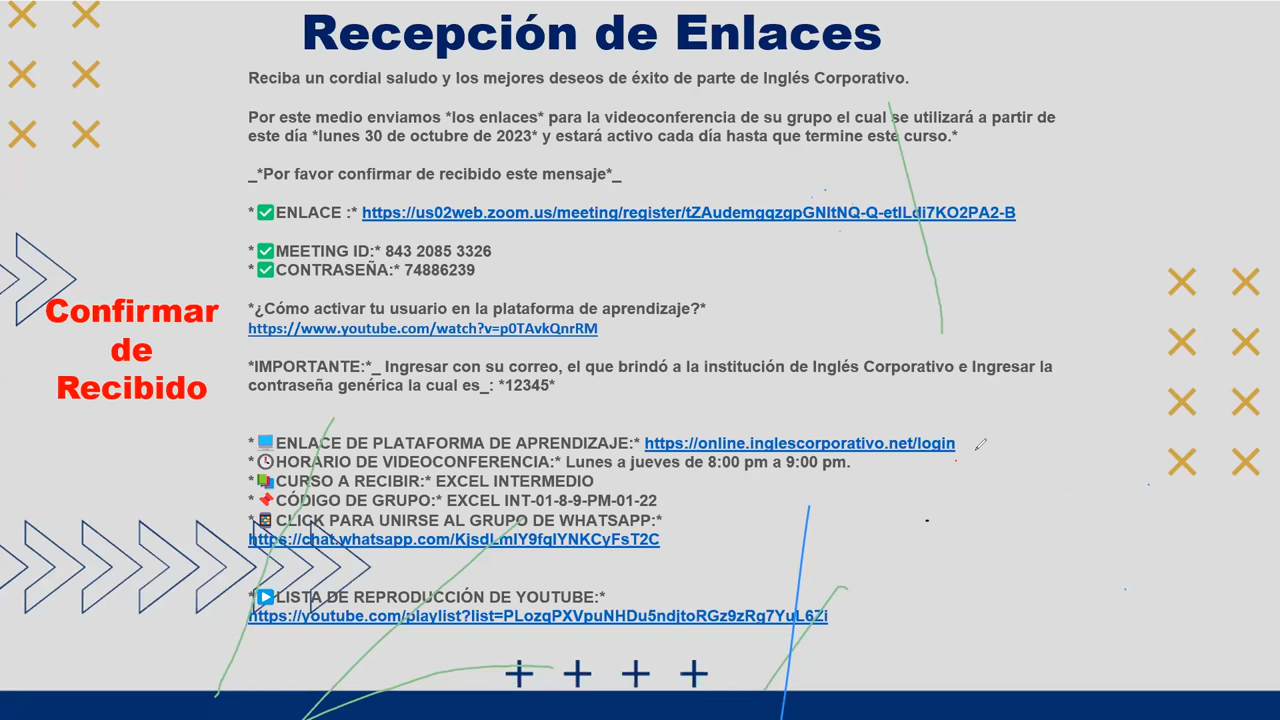 Recepción de Enlaces
Reciba un cordial saludo y los mejores deseos de éxito de parte de Inglés Corporativo.
Por este medio enviamos *los enlaces* para la videoconferencia de su grupo el cual se utilizará a partir de
este día *lunes 30 de octubre de 2023* y estará activo cada día hasta que termine este curso.*
_*Por favor confirmar de recibido este mensaje*_
*✅ENLACE :* https://us02web.zoom.us/meeting/register/tZAudemgqzgpGNItNQ-Q-etlLdi7KO2PA2-B
*✅MEETING ID:* 843 2085 3326
*✅CONTRASEÑA:* 74886239
*¿Cómo activar tu usuario en la plataforma de aprendizaje?*
https://www.youtube.com/watch?v=p0TAvkQnrRM
Confirmar
de
Recibido
*IMPORTANTE:*_ Ingresar con su correo, el que brindó a la institución de Inglés Corporativo e Ingresar la
contraseña genérica la cual es_: *12345*
*🖥️ENLACE DE PLATAFORMA DE APRENDIZAJE:* https://online.inglescorporativo.net/login
*🕓HORARIO DE VIDEOCONFERENCIA:* Lunes a jueves de 8:00 pm a 9:00 pm.
*📚CURSO A RECIBIR:* EXCEL INTERMEDIO
*📌CÓDIGO DE GRUPO:* EXCEL INT-01-8-9-PM-01-22
*📱CLICK PARA UNIRSE AL GRUPO DE WHATSAPP:*
https://chat.whatsapp.com/KjsdLmIY9fqIYNKCyFsT2C
*▶️LISTA DE REPRODUCCIÓN DE YOUTUBE:*
https://youtube.com/playlist?list=PLozqPXVpuNHDu5ndjtoRGz9zRg7YuL6Zi